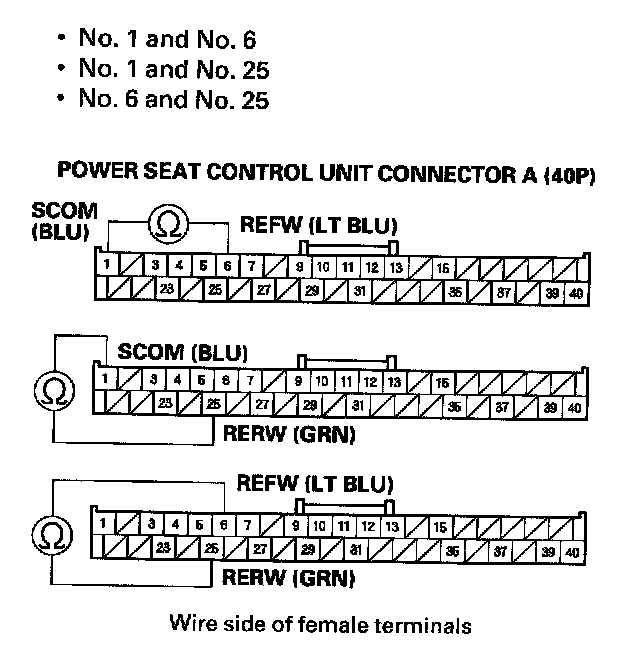 • No. 1 and No. 6
• No. 1 and No. 25
• No. 6 and No. 25
POWER SEAT CONTROL UNIT CONNECTOR A (40P)
SCOM
(BLU)
Ω
REFW (LT BLU)
1 3 4 5 6 7 9 10 11 12 13 15
23 25 27 29 31 35 37 39 40
SCOM (BLU)
Ω
1 3 4 5 6 7 9 10 11 12 13 15
23 25 27 29 31 35 37 39 40
RERW (GRN)
REFW (LT BLU)
Ω
1 3 4 5 6 7 9 10 11 12 13 15
23 25 27 29 31 35 37 39 40
RERW (GRN)
Wire side of female terminals